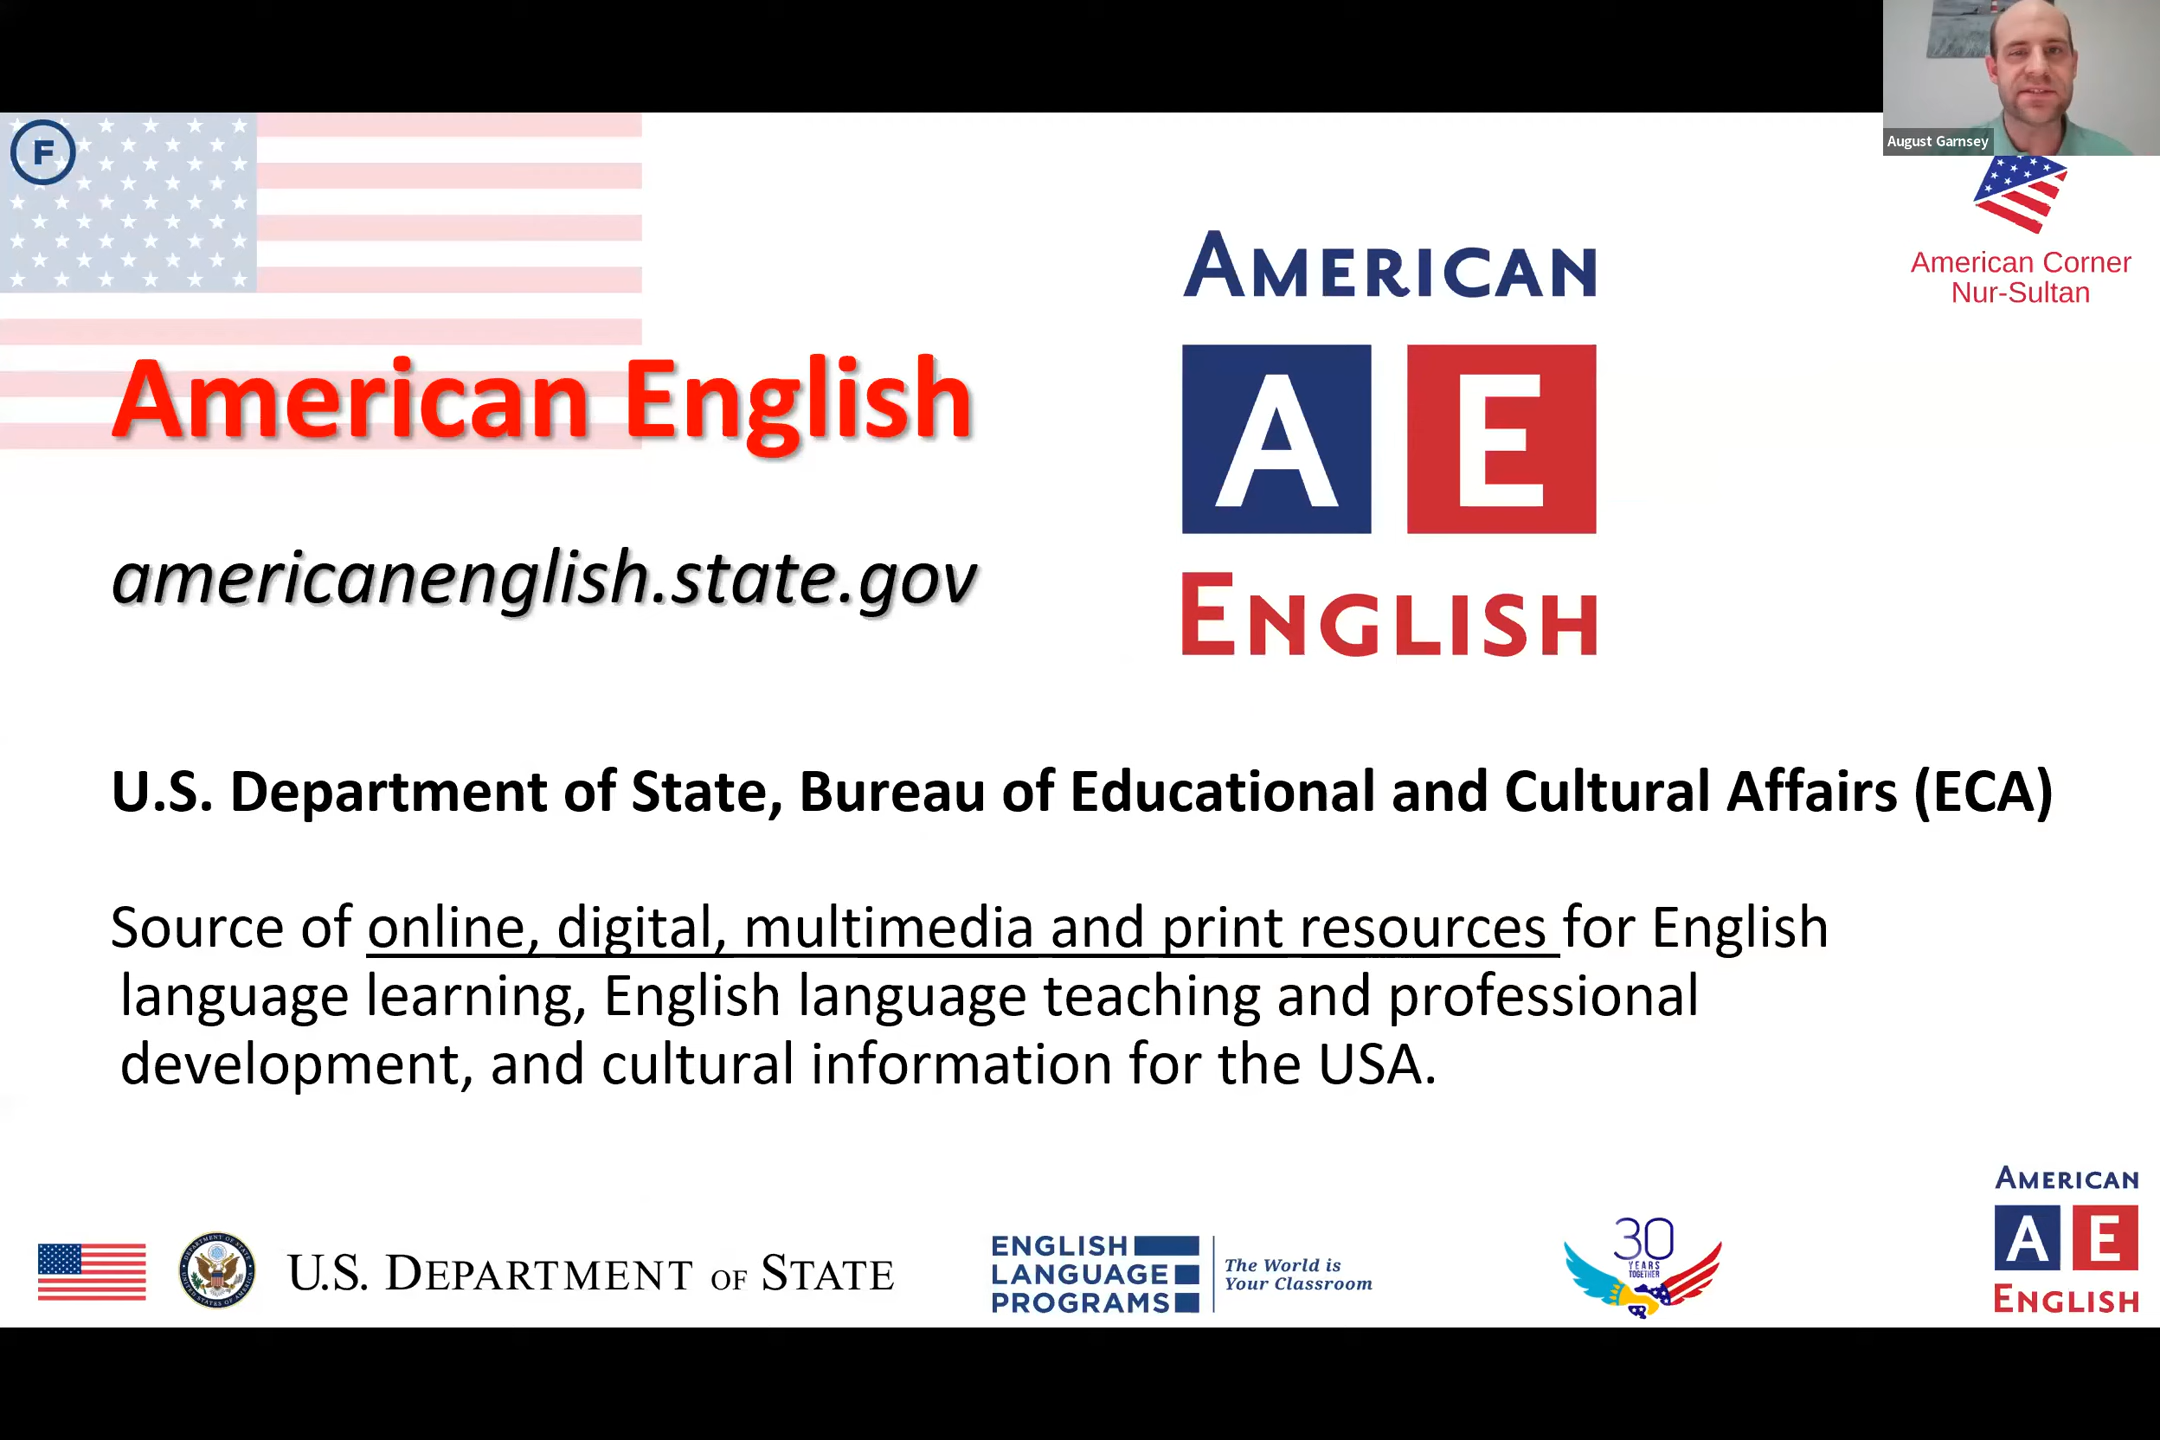 August Garnsey
F
American Corner
Nur-Sultan
AMERICAN
A E
ENGLISH
American English
americanenglish.state.gov
U.S. Department of State, Bureau of Educational and Cultural Affairs (ECA)
Source of online, digital, multimedia and print resources for English
language learning, English language teaching and professional
development, and cultural information for the USA.
U.S. DEPARTMENT OF STATE
ENGLISH
LANGUAGE
PROGRAMS
The World is
Your Classroom
30
YEARS
TOGETHER
AMERICAN
A E
ENGLISH